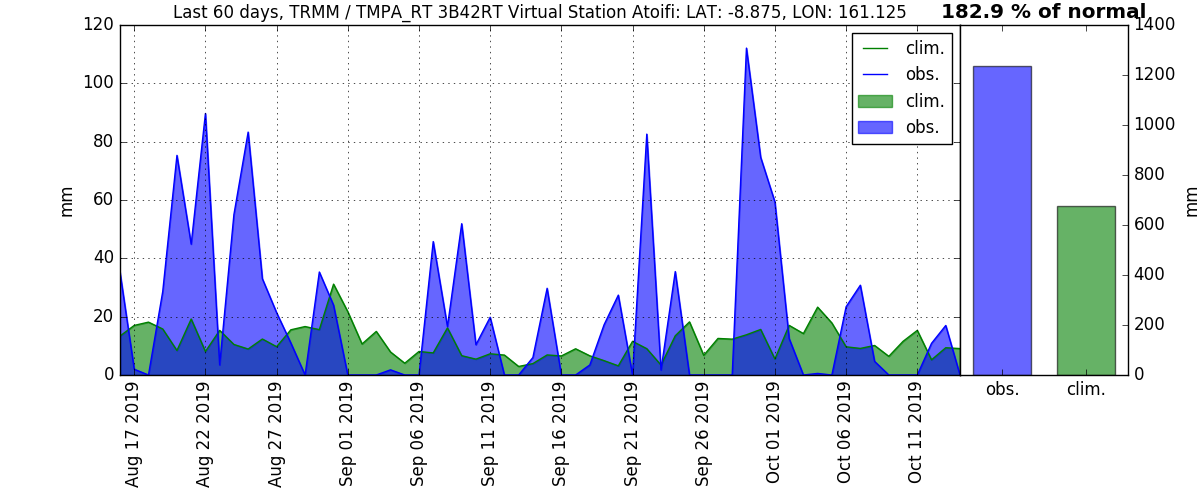 Last 60 days, TRMM / TMPA_RT 3B42RT Virtual Station Atoifi: LAT: -8.875, LON: 161.125
182.9 % of normal
120
100
80
60
40
20
0
mm
clim.
obs.
clim.
obs.
1400
1200
1000
800
600
400
200
0
mm
obs.
clim.
Aug 17 2019
Aug 22 2019
Aug 27 2019
Sep 01 2019
Sep 06 2019
Sep 11 2019
Sep 16 2019
Sep 21 2019
Sep 26 2019
Oct 01 2019
Oct 06 2019
Oct 11 2019